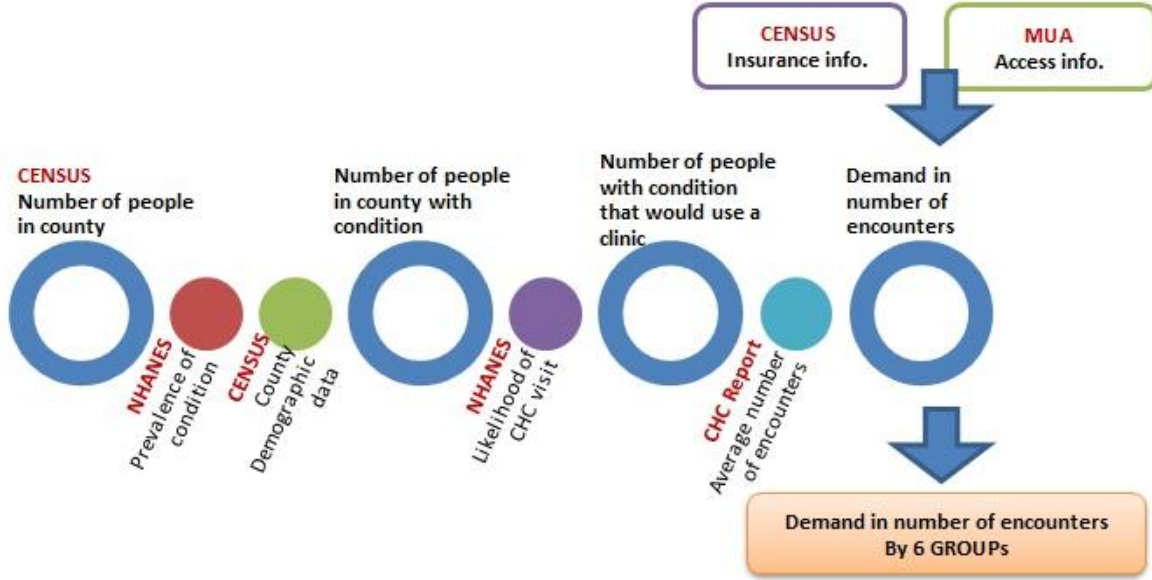 CENSUS
Insurance info.
MUA
Access info.
CENSUS
Number of people
in county
Number of people
in county with
condition
Number of people
with condition
that would use a
clinic
Demand in
number of
encounters
NHANES
Prevalence of
condition
CENSUS
County
Demographic
data
NHANES
Likelihood of
CHC visit
CHC Report
Average number
of encounters
Demand in number of encounters
By 6 GROUPs